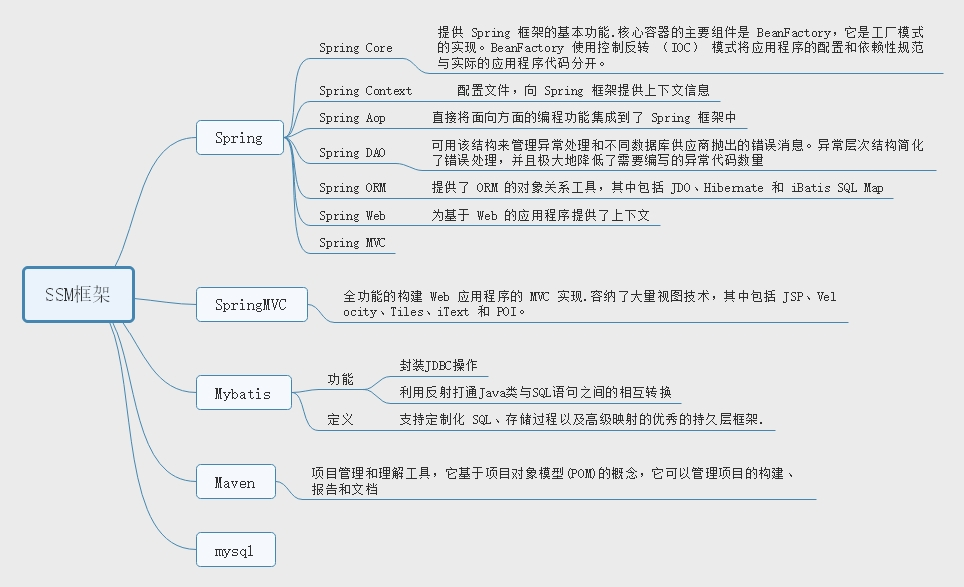 SSM框架
Spring
Spring Core
提供 Spring 框架的基本功能.核心容器的主要组件是 BeanFactory，它是工厂模式
的实现。BeanFactory 使用控制反转 （IOC） 模式将应用程序的配置和依赖性规范
与实际的应用程序代码分开。
Spring Context
配置文件，向 Spring 框架提供上下文信息
Spring Aop
直接将面向方面的编程功能集成到了 Spring 框架中
Spring DAO
可用该结构来管理异常处理和不同数据库供应商抛出的错误消息。异常层次结构简化
了错误处理，并且极大地降低了需要编写的异常代码数量
Spring ORM
提供了 ORM 的对象关系工具，其中包括 JDO、Hibernate 和 iBatis SQL Map
Spring Web
为基于 Web 的应用程序提供了上下文
Spring MVC
SpringMVC
全功能的构建 Web 应用程序的 MVC 实现.容纳了大量视图技术，其中包括 JSP、Vel
ocity、Tiles、iText 和 POI。
Mybatis
功能
封装JDBC操作
利用反射打通Java类与SQL语句之间的相互转换
定义
支持定制化 SQL、存储过程以及高级映射的优秀的持久层框架.
Maven
项目管理和理解工具，它基于项目对象模型(POM)的概念，它可以管理项目的构建、
报告和文档
mysql